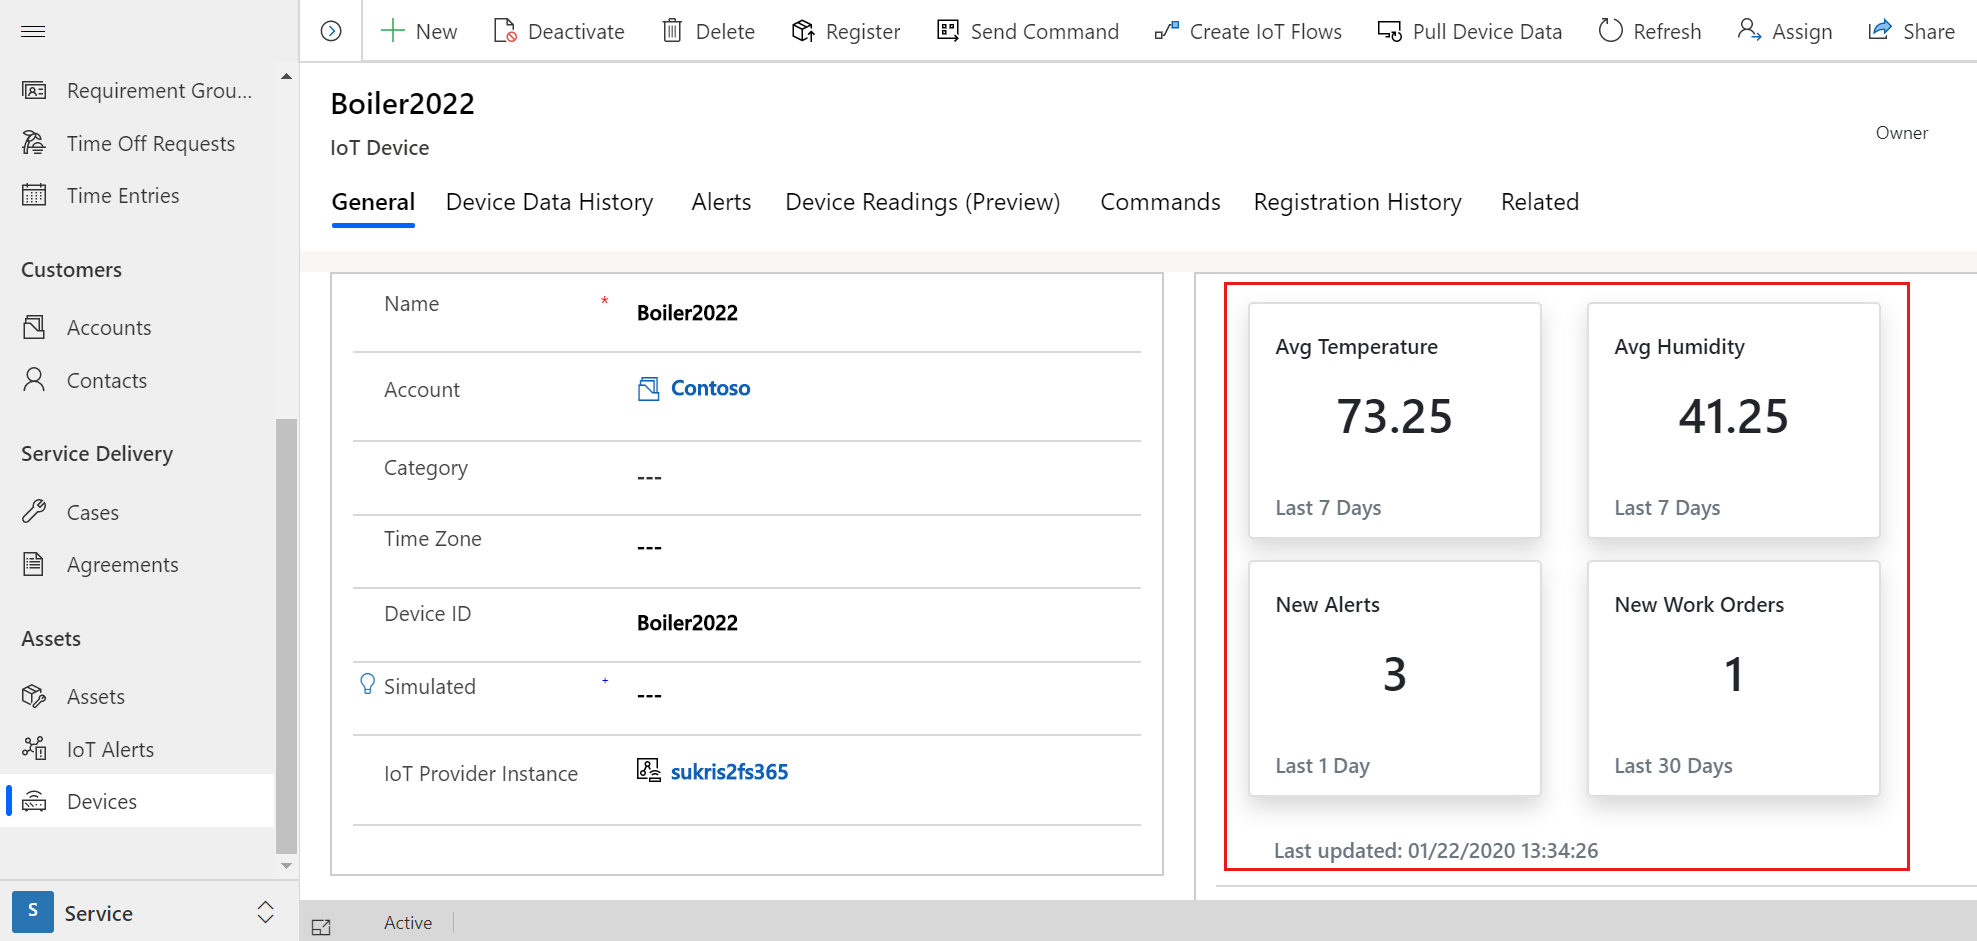 New
Deactivate
Delete
Register
Send Command
Create IoT Flows
Pull Device Data
Refresh
Assign
Share
Requirement Grou...
Time Off Requests
Time Entries
Customers
Accounts
Contacts
Service Delivery
Cases
Agreements
Assets
Assets
IoT Alerts
Devices
S Service
Boiler2022
IoT Device
Owner
General
Device Data History
Alerts
Device Readings (Preview)
Commands
Registration History
Related
Name * Boiler2022
Account Contoso
Category ---
Time Zone ---
Device ID Boiler2022
Simulated + ---
IoT Provider Instance sukris2fs365
Avg Temperature
73.25
Last 7 Days
Avg Humidity
41.25
Last 7 Days
New Alerts
3
Last 1 Day
New Work Orders
1
Last 30 Days
Last updated: 01/22/2020 13:34:26
Active